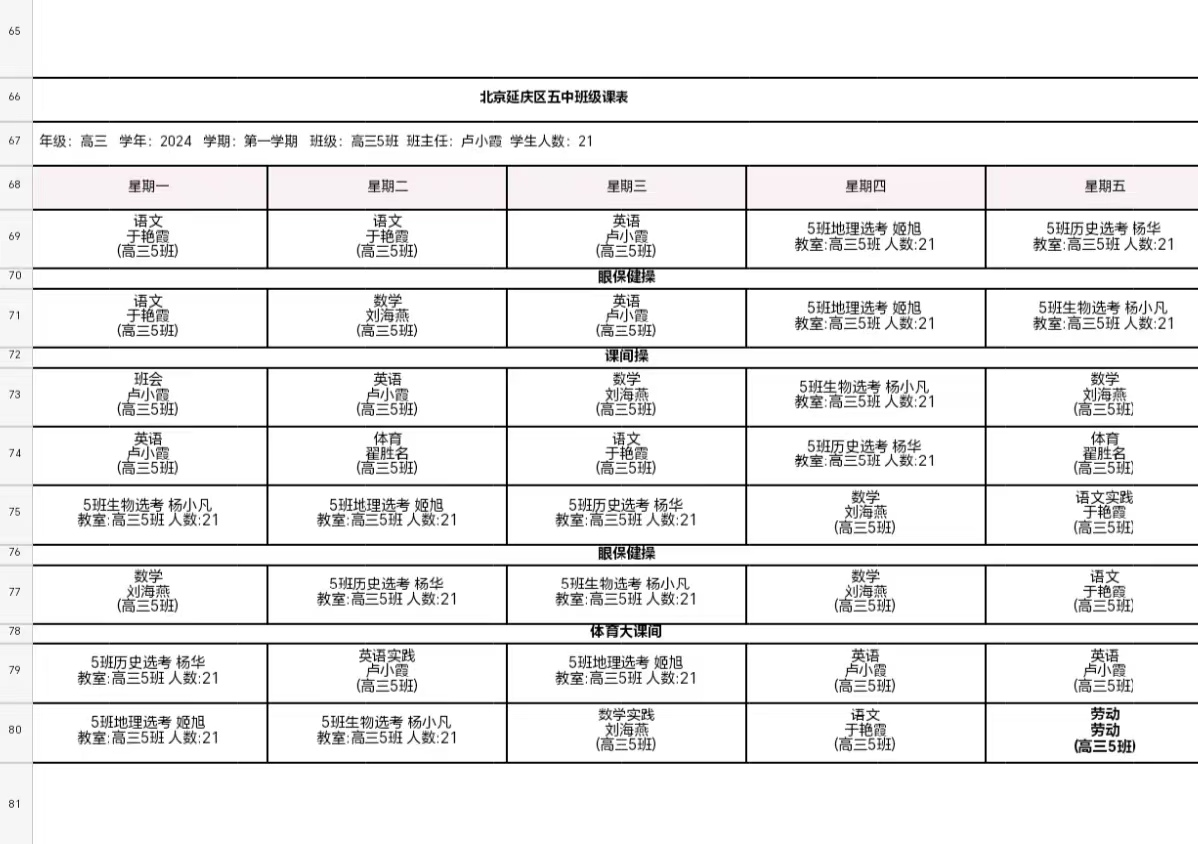 65
66
北京延庆区五中班级课表
67
年级：高三 学年：2024 学期：第一学期 班级：高三5班 班主任：卢小霞 学生人数：21
68
星期一
星期二
星期三
星期四
星期五
69
语文
于艳霞
(高三5班)
语文
于艳霞
(高三5班)
英语
卢小霞
(高三5班)
5班地理选考 姬旭
教室:高三5班 人数:21
5班历史选考 杨华
教室:高三5班 人数:21
70
眼保健操
71
语文
于艳霞
(高三5班)
数学
刘海燕
(高三5班)
英语
卢小霞
(高三5班)
5班地理选考 姬旭
教室:高三5班 人数:21
5班生物选考 杨小凡
教室:高三5班 人数:21
72
课间操
73
班会
卢小霞
(高三5班)
英语
卢小霞
(高三5班)
数学
刘海燕
(高三5班)
5班生物选考 杨小凡
教室:高三5班 人数:21
数学
刘海燕
(高三5班)
74
英语
卢小霞
(高三5班)
体育
翟胜名
(高三5班)
语文
于艳霞
(高三5班)
5班历史选考 杨华
教室:高三5班 人数:21
体育
翟胜名
(高三5班)
75
5班生物选考 杨小凡
教室:高三5班 人数:21
5班地理选考 姬旭
教室:高三5班 人数:21
5班历史选考 杨华
教室:高三5班 人数:21
数学
刘海燕
(高三5班)
语文实践
于艳霞
(高三5班)
76
眼保健操
77
数学
刘海燕
(高三5班)
5班历史选考 杨华
教室:高三5班 人数:21
5班生物选考 杨小凡
教室:高三5班 人数:21
数学
刘海燕
(高三5班)
语文
于艳霞
(高三5班)
78
体育大课间
79
5班历史选考 杨华
教室:高三5班 人数:21
英语实践
卢小霞
(高三5班)
5班地理选考 姬旭
教室:高三5班 人数:21
英语
卢小霞
(高三5班)
英语
卢小霞
(高三5班)
80
5班地理选考 姬旭
教室:高三5班 人数:21
5班生物选考 杨小凡
教室:高三5班 人数:21
数学实践
刘海燕
(高三5班)
语文
于艳霞
(高三5班)
劳动
劳动
(高三5班)
81